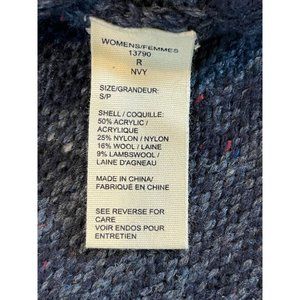 WOMENS/FEMMES
13790
R
NVY
SIZE/GRANDEUR:
S/P
SHELL / COQUILLE:
50% ACRYLIC /
ACRYLIQUE
25% NYLON / NYLON
16% WOOL / LAINE
9% LAMBSWOOL /
LAINE D'AGNEAU
MADE IN CHINA/
FABRIQUE EN CHINE
SEE REVERSE FOR
CARE
VOIR ENDOS POUR
ENTRETIEN